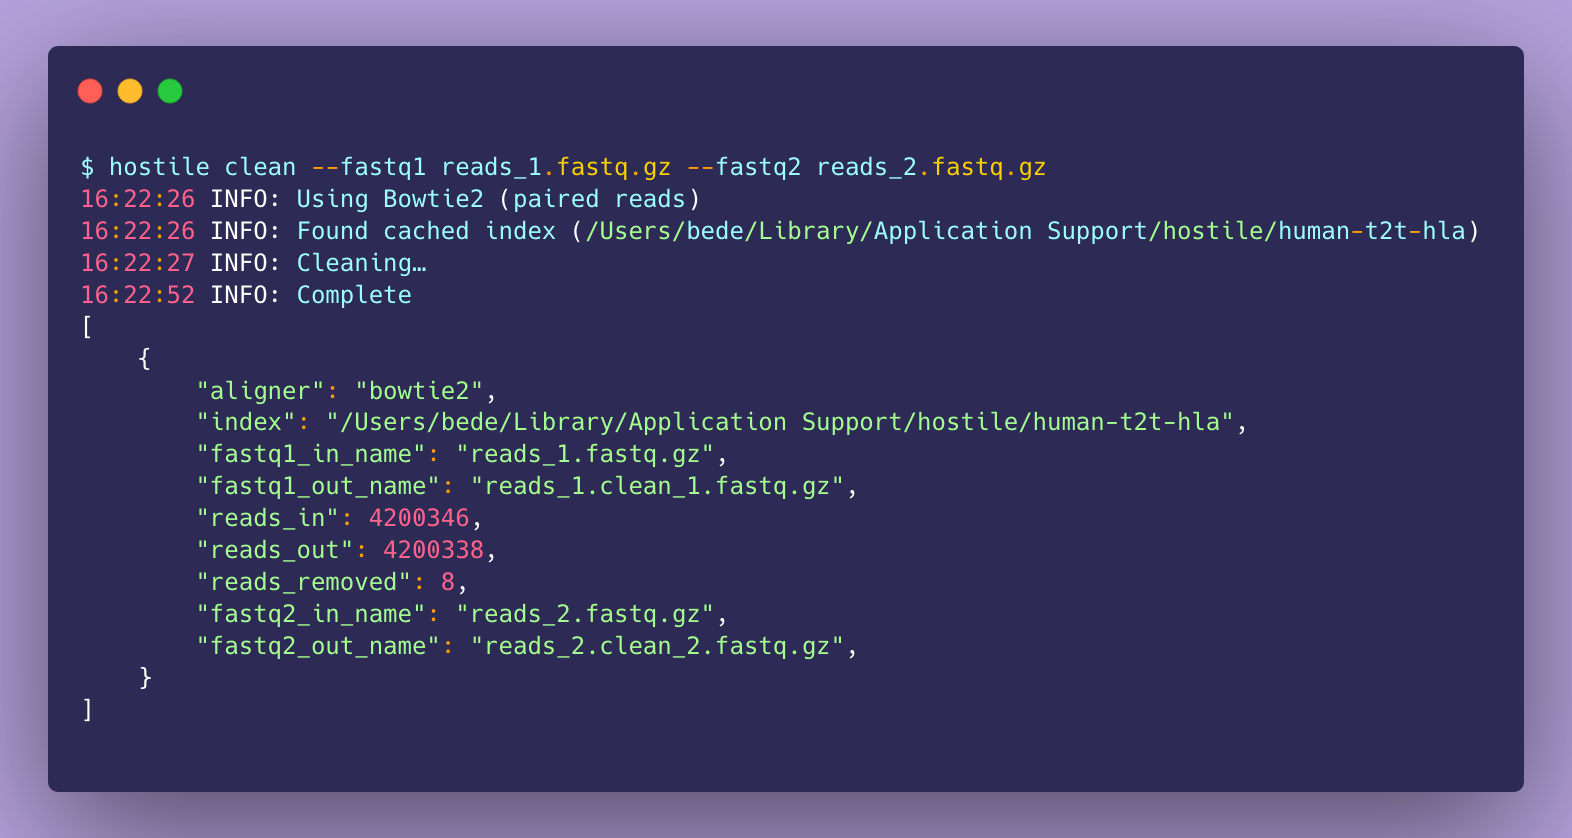 $ hostile clean --fastq1 reads_1.fastq.gz --fastq2 reads_2.fastq.gz
16:22:26 INFO: Using Bowtie2 (paired reads)
16:22:26 INFO: Found cached index (/Users/bede/Library/Application Support/hostile/human-t2t-hla)
16:22:27 INFO: Cleaning…
16:22:52 INFO: Complete
[
    {
        "aligner": "bowtie2",
        "index": "/Users/bede/Library/Application Support/hostile/human-t2t-hla",
        "fastq1_in_name": "reads_1.fastq.gz",
        "fastq1_out_name": "reads_1.clean_1.fastq.gz",
        "reads_in": 4200346,
        "reads_out": 4200338,
        "reads_removed": 8,
        "fastq2_in_name": "reads_2.fastq.gz",
        "fastq2_out_name": "reads_2.clean_2.fastq.gz",
    }
]